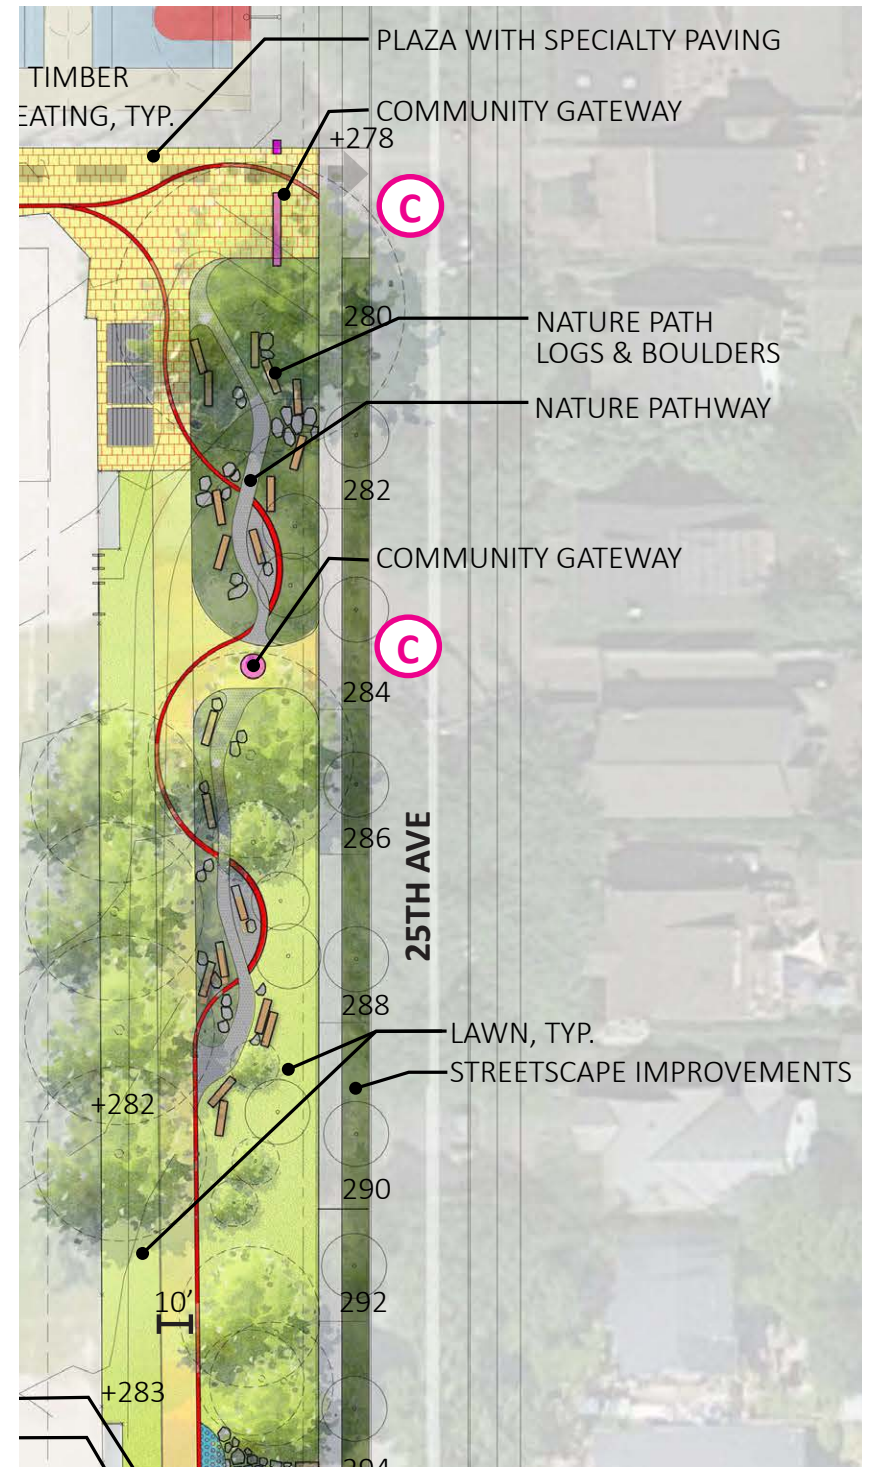 PLAZA WITH SPECIALTY PAVING
TIMBER
EATING, TYP.
COMMUNITY GATEWAY
+278
C
280
NATURE PATH
LOGS & BOULDERS
NATURE PATHWAY
282
COMMUNITY GATEWAY
C
284
25TH AVE
286
288
LAWN, TYP.
STREETSCAPE IMPROVEMENTS
+282
290
10’
292
+283
294